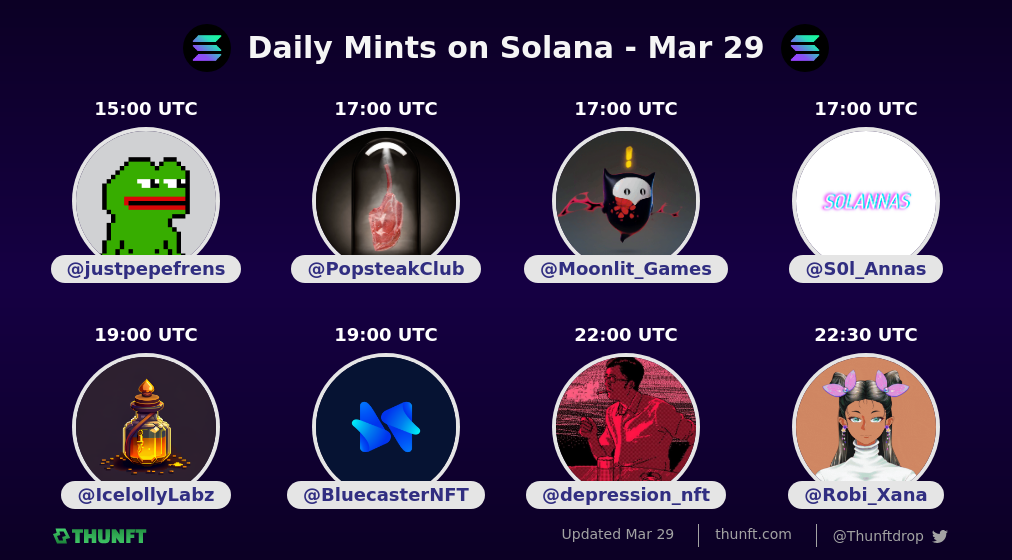 Daily Mints on Solana - Mar 29
15:00 UTC
17:00 UTC
17:00 UTC
17:00 UTC
SOLANNAS
@justpepefrens
@PopsteakClub
@Moonlit_Games
@S0l_Annas
19:00 UTC
19:00 UTC
22:00 UTC
22:30 UTC
@IcelollyLabz
@BluecasterNFT
@depression_nft
@Robi_Xana
THUNFT
Updated Mar 29
thunft.com
@Thunftdrop